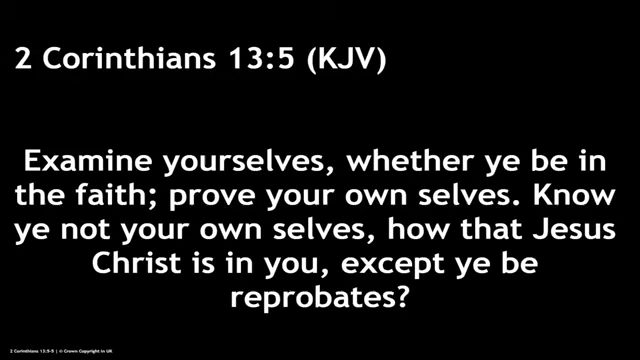 2 Corinthians 13:5 (KJV)
Examine yourselves, whether ye be in
the faith; prove your own selves. Know
ye not your own selves, how that Jesus
Christ is in you, except ye be
reprobates?
2 Corinthians 13:5-5 | © Crown Copyright in UK